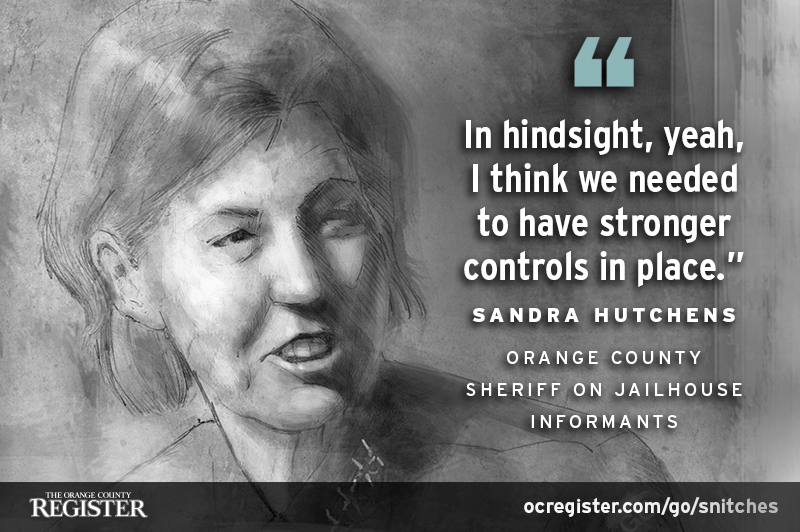 “
In hindsight, yeah,
I think we needed
to have stronger
controls in place.”
SANDRA HUTCHENS
ORANGE COUNTY
SHERIFF ON JAILHOUSE
INFORMANTS
THE ORANGE COUNTY
REGISTER
ocregister.com/go/snitches